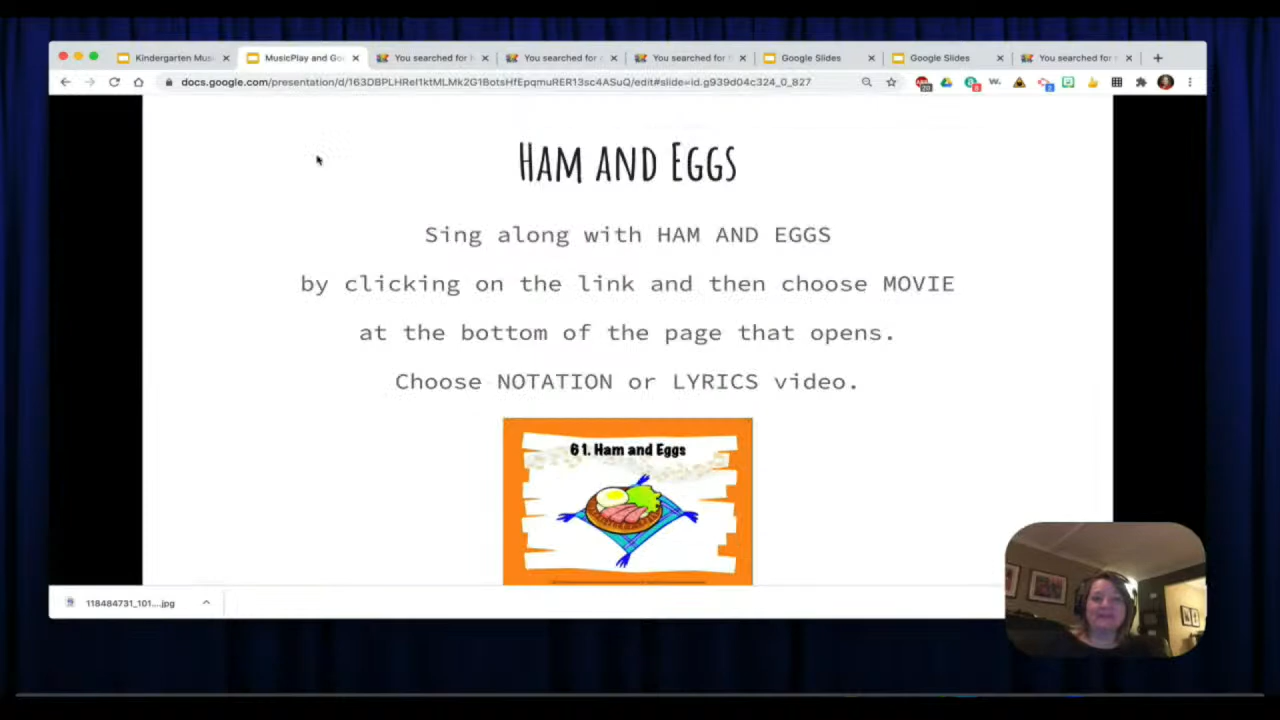 Kindergarten Mus
MusicPlay and Goo
You searched for
You searched for
You searched for
Google Slides
Google Slides
You searched for
docs.google.com/presentation/d/163DBPLHReI1ktMLMk2G1BotsHfEpqmuRER13sc4ASuQ/edit#slide=id.g939d04c324_0_827
Ham and Eggs
Sing along with HAM AND EGGS
by clicking on the link and then choose MOVIE
at the bottom of the page that opens.
Choose NOTATION or LYRICS video.
61. Ham and Eggs
118484731_101....jpg